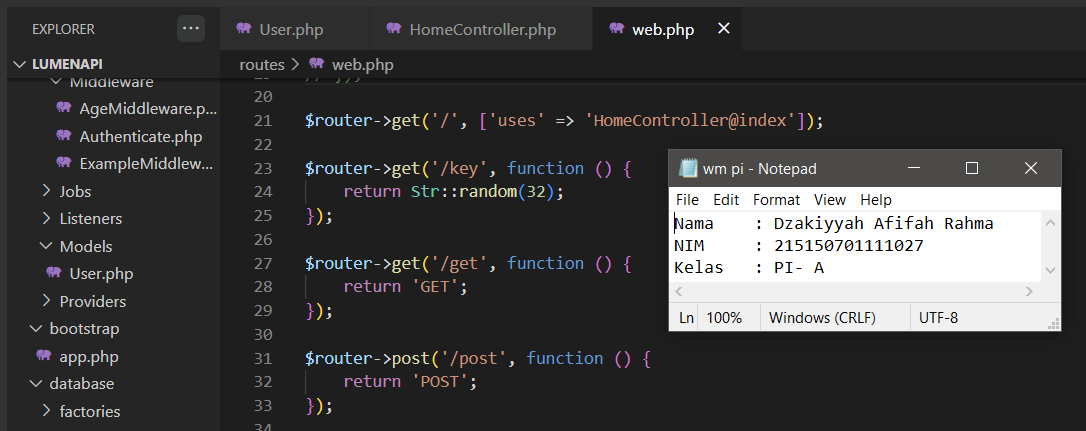 EXPLORER
LUMENAPI
Middleware
AgeMiddleware.p...
Authenticate.php
ExampleMiddlew...
Jobs
Listeners
Models
User.php
Providers
bootstrap
app.php
database
factories
User.php
HomeController.php
web.php
routes > web.php
20
21 $router->get('/', ['uses' => 'HomeController@index']);
22
23 $router->get('/key', function () {
24 return Str::random(32);
25 });
26
27 $router->get('/get', function () {
28 return 'GET';
29 });
30
31 $router->post('/post', function () {
32 return 'POST';
33 });
34
wm pi - Notepad
File Edit Format View Help
Nama : Dzakiyyah Afifah Rahma
NIM : 215150701111027
Kelas : PI- A
Ln 100% Windows (CRLF) UTF-8